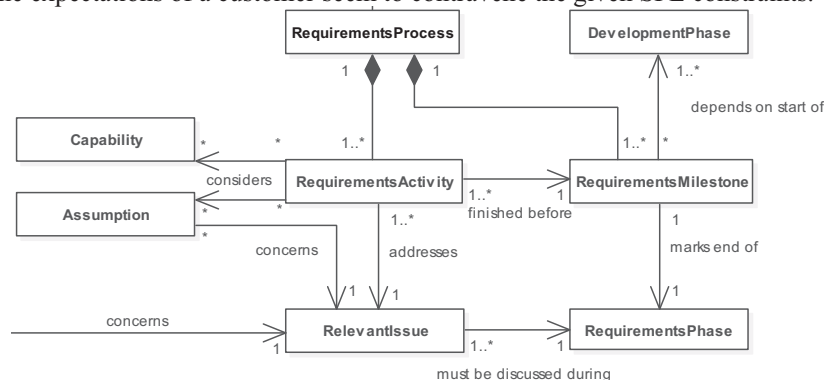 the expectations of a customer seem to contravene the given SPL constraints.
RequirementsProcess
DevelopmentPhase
1
1
1..*
depends on start of
Capability
*
*
1..*
1..*
*
considers
RequirementsActivity
RequirementsMilestone
Assumption
*
*
1..*
1..*
finished before
1
1
concerns
addresses
marks end of
1
1
1
concerns
RelevantIssue
RequirementsPhase
1
1..*
1
must be discussed during